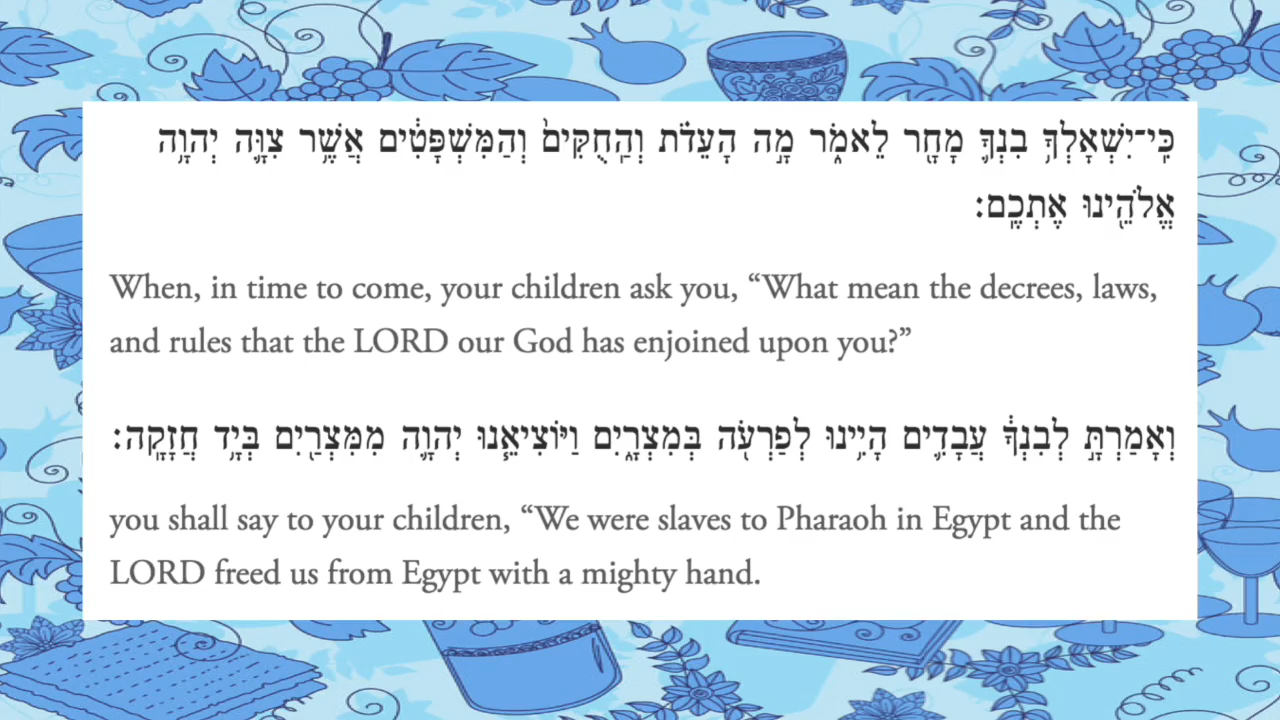 כִּֽי־יִשְׁאָלְךָ֥ בִנְךָ֛ מָחָ֖ר לֵאמֹ֑ר מָ֣ה הָעֵדֹ֗ת וְהַֽחֻקִּים֙ וְהַמִּשְׁפָּטִ֔ים אֲשֶׁ֥ר צִוָּ֛ה יְהוָ֥ה
אֱלֹהֵ֖ינוּ אֶתְכֶֽם׃
When, in time to come, your children ask you, “What mean the decrees, laws,
and rules that the LORD our God has enjoined upon you?”
וְאָמַרְתָּ֣ לְבִנְךָ֔ עֲבָדִ֛ים הָיִ֥ינוּ לְפַרְעֹ֖ה בְּמִצְרָ֑יִם וַיּוֹצִיאֵ֧נוּ יְהוָ֛ה מִמִּצְרַ֖יִם בְּיָ֥ד חֲזָקָֽה׃
you shall say to your children, “We were slaves to Pharaoh in Egypt and the
LORD freed us from Egypt with a mighty hand.